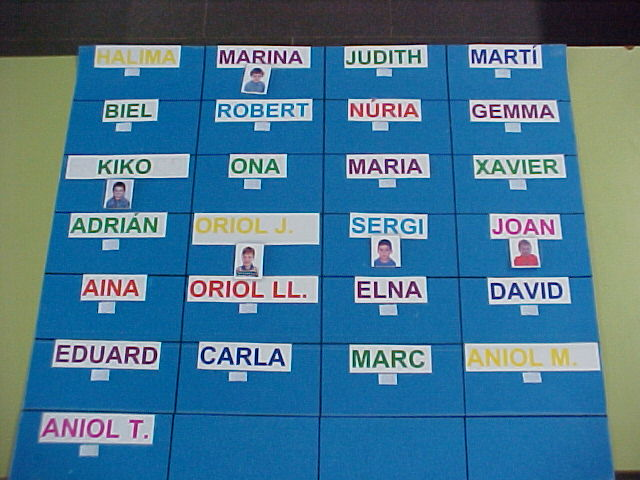 HALIMA MARINA JUDITH MARTÍ
BIEL ROBERT NÚRIA GEMMA
KIKO ONA MARIA XAVIER
ADRIÁN ORIOL J. SERGI JOAN
AINA ORIOL LL. ELNA DAVID
EDUARD CARLA MARC ANIOL M.
ANIOL T.